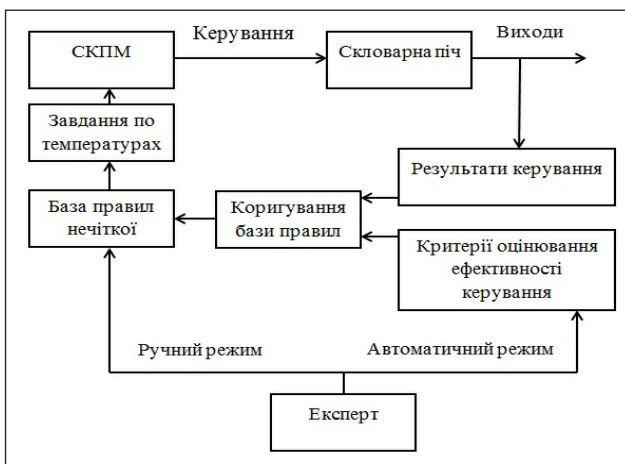 СКПМ
Керування
Скловарна піч
Виходи
Завдання по
температурах
Результати керування
База правил
нечіткої
Коригування
бази правил
Критерії оцінювання
ефективності
керування
Ручний режим
Автоматичний режим
Експерт